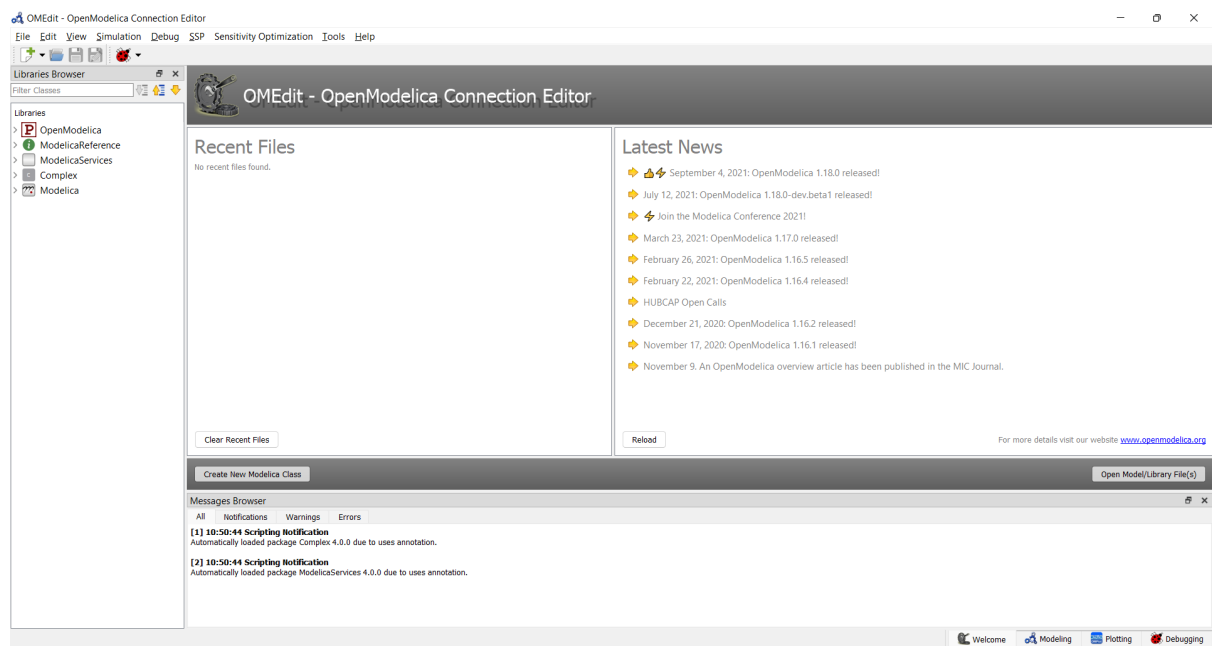 OMEdit - OpenModelica Connection Editor
File Edit View Simulation Debug SSP Sensitivity Optimization Tools Help
Libraries Browser
Filter Classes
Libraries
P OpenModelica
i ModelicaReference
ModelicaServices
C Complex
Modelica
OMEdit - OpenModelica Connection Editor
Recent Files
No recent files found.
Clear Recent Files
Latest News
September 4, 2021: OpenModelica 1.18.0 released!
July 12, 2021: OpenModelica 1.18.0-dev.beta1 released!
Join the Modelica Conference 2021!
March 23, 2021: OpenModelica 1.17.0 released!
February 26, 2021: OpenModelica 1.16.5 released!
February 22, 2021: OpenModelica 1.16.4 released!
HUBCAP Open Calls
December 21, 2020: OpenModelica 1.16.2 released!
November 17, 2020: OpenModelica 1.16.1 released!
November 9. An OpenModelica overview article has been published in the MIC Journal.
Reload
For more details visit our website www.openmodelica.org
Create New Modelica Class
Open Model/Library File(s)
Messages Browser
All Notifications Warnings Errors
[1] 10:50:44 Scripting Notification
Automatically loaded package Complex 4.0.0 due to uses annotation.
[2] 10:50:44 Scripting Notification
Automatically loaded package ModelicaServices 4.0.0 due to uses annotation.
Welcome Modeling Plotting Debugging